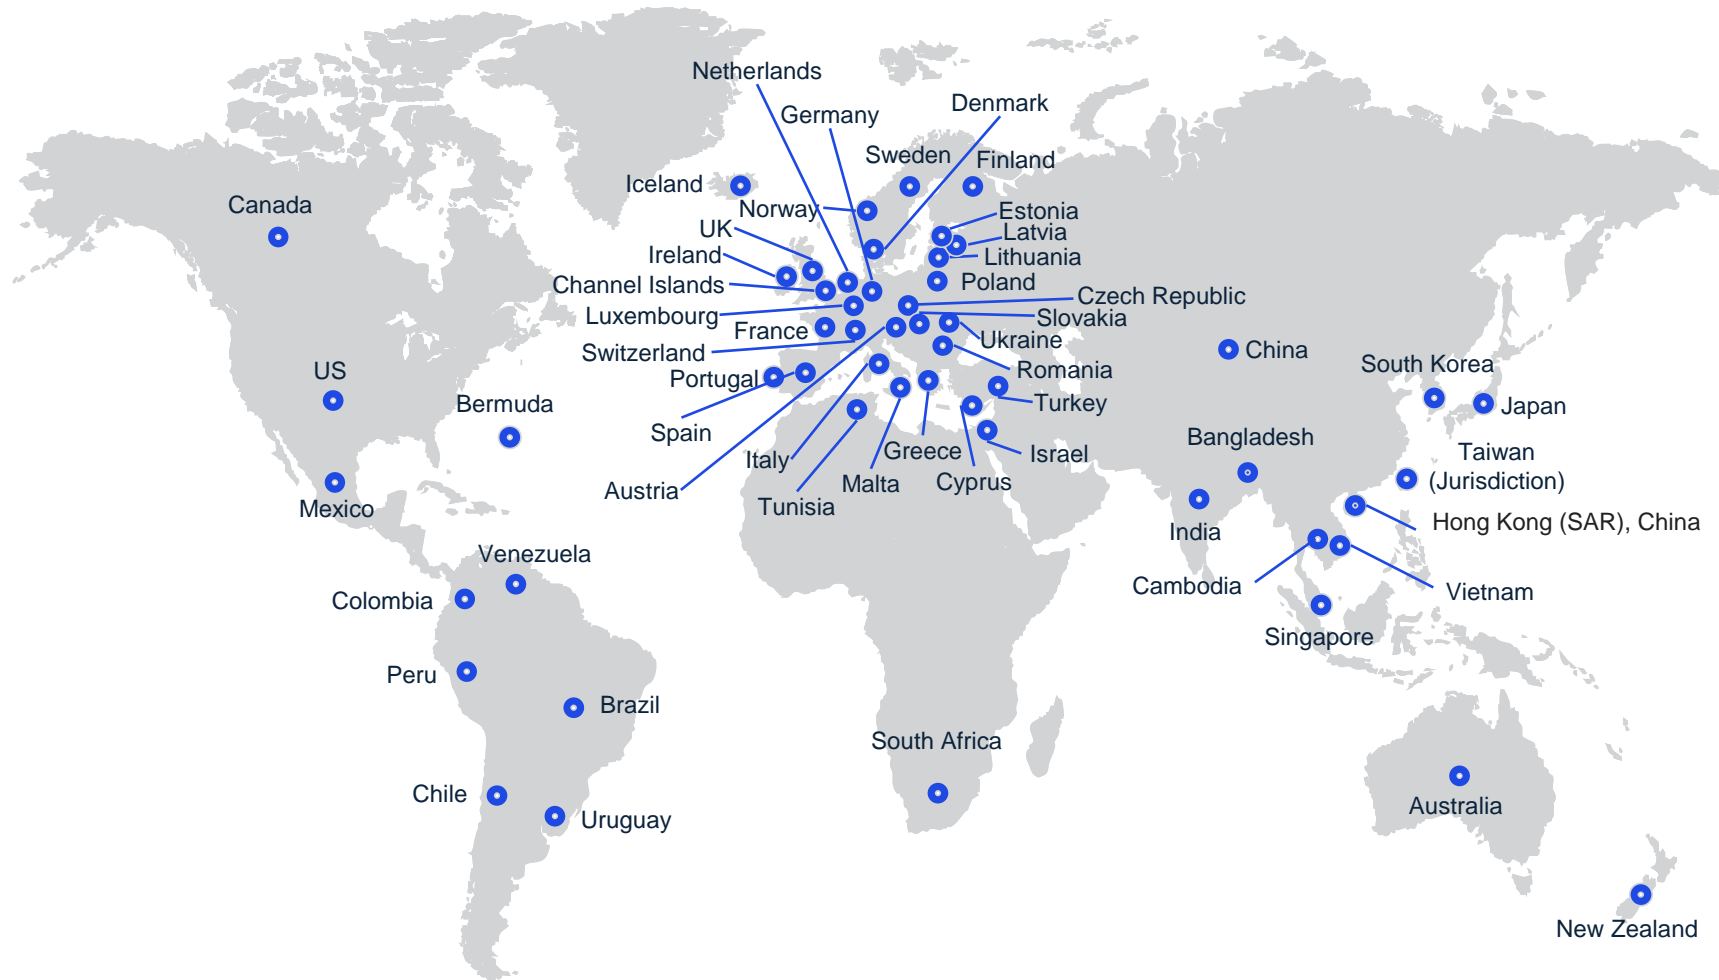 Netherlands
Germany
Denmark
Sweden
Finland
Iceland
Norway
Canada
UK
Estonia
Latvia
Ireland
Lithuania
Channel Islands
Poland
Luxembourg
Czech Republic
Slovakia
France
Ukraine
Switzerland
China
South Korea
Romania
US
Portugal
Turkey
Bermuda
Japan
Spain
Bangladesh
Italy
Greece
Israel
Taiwan
(Jurisdiction)
Austria
Malta
Cyprus
Tunisia
Mexico
India
Hong Kong (SAR), China
Venezuela
Cambodia
Vietnam
Colombia
Singapore
Peru
Brazil
South Africa
Chile
Uruguay
Australia
New Zealand